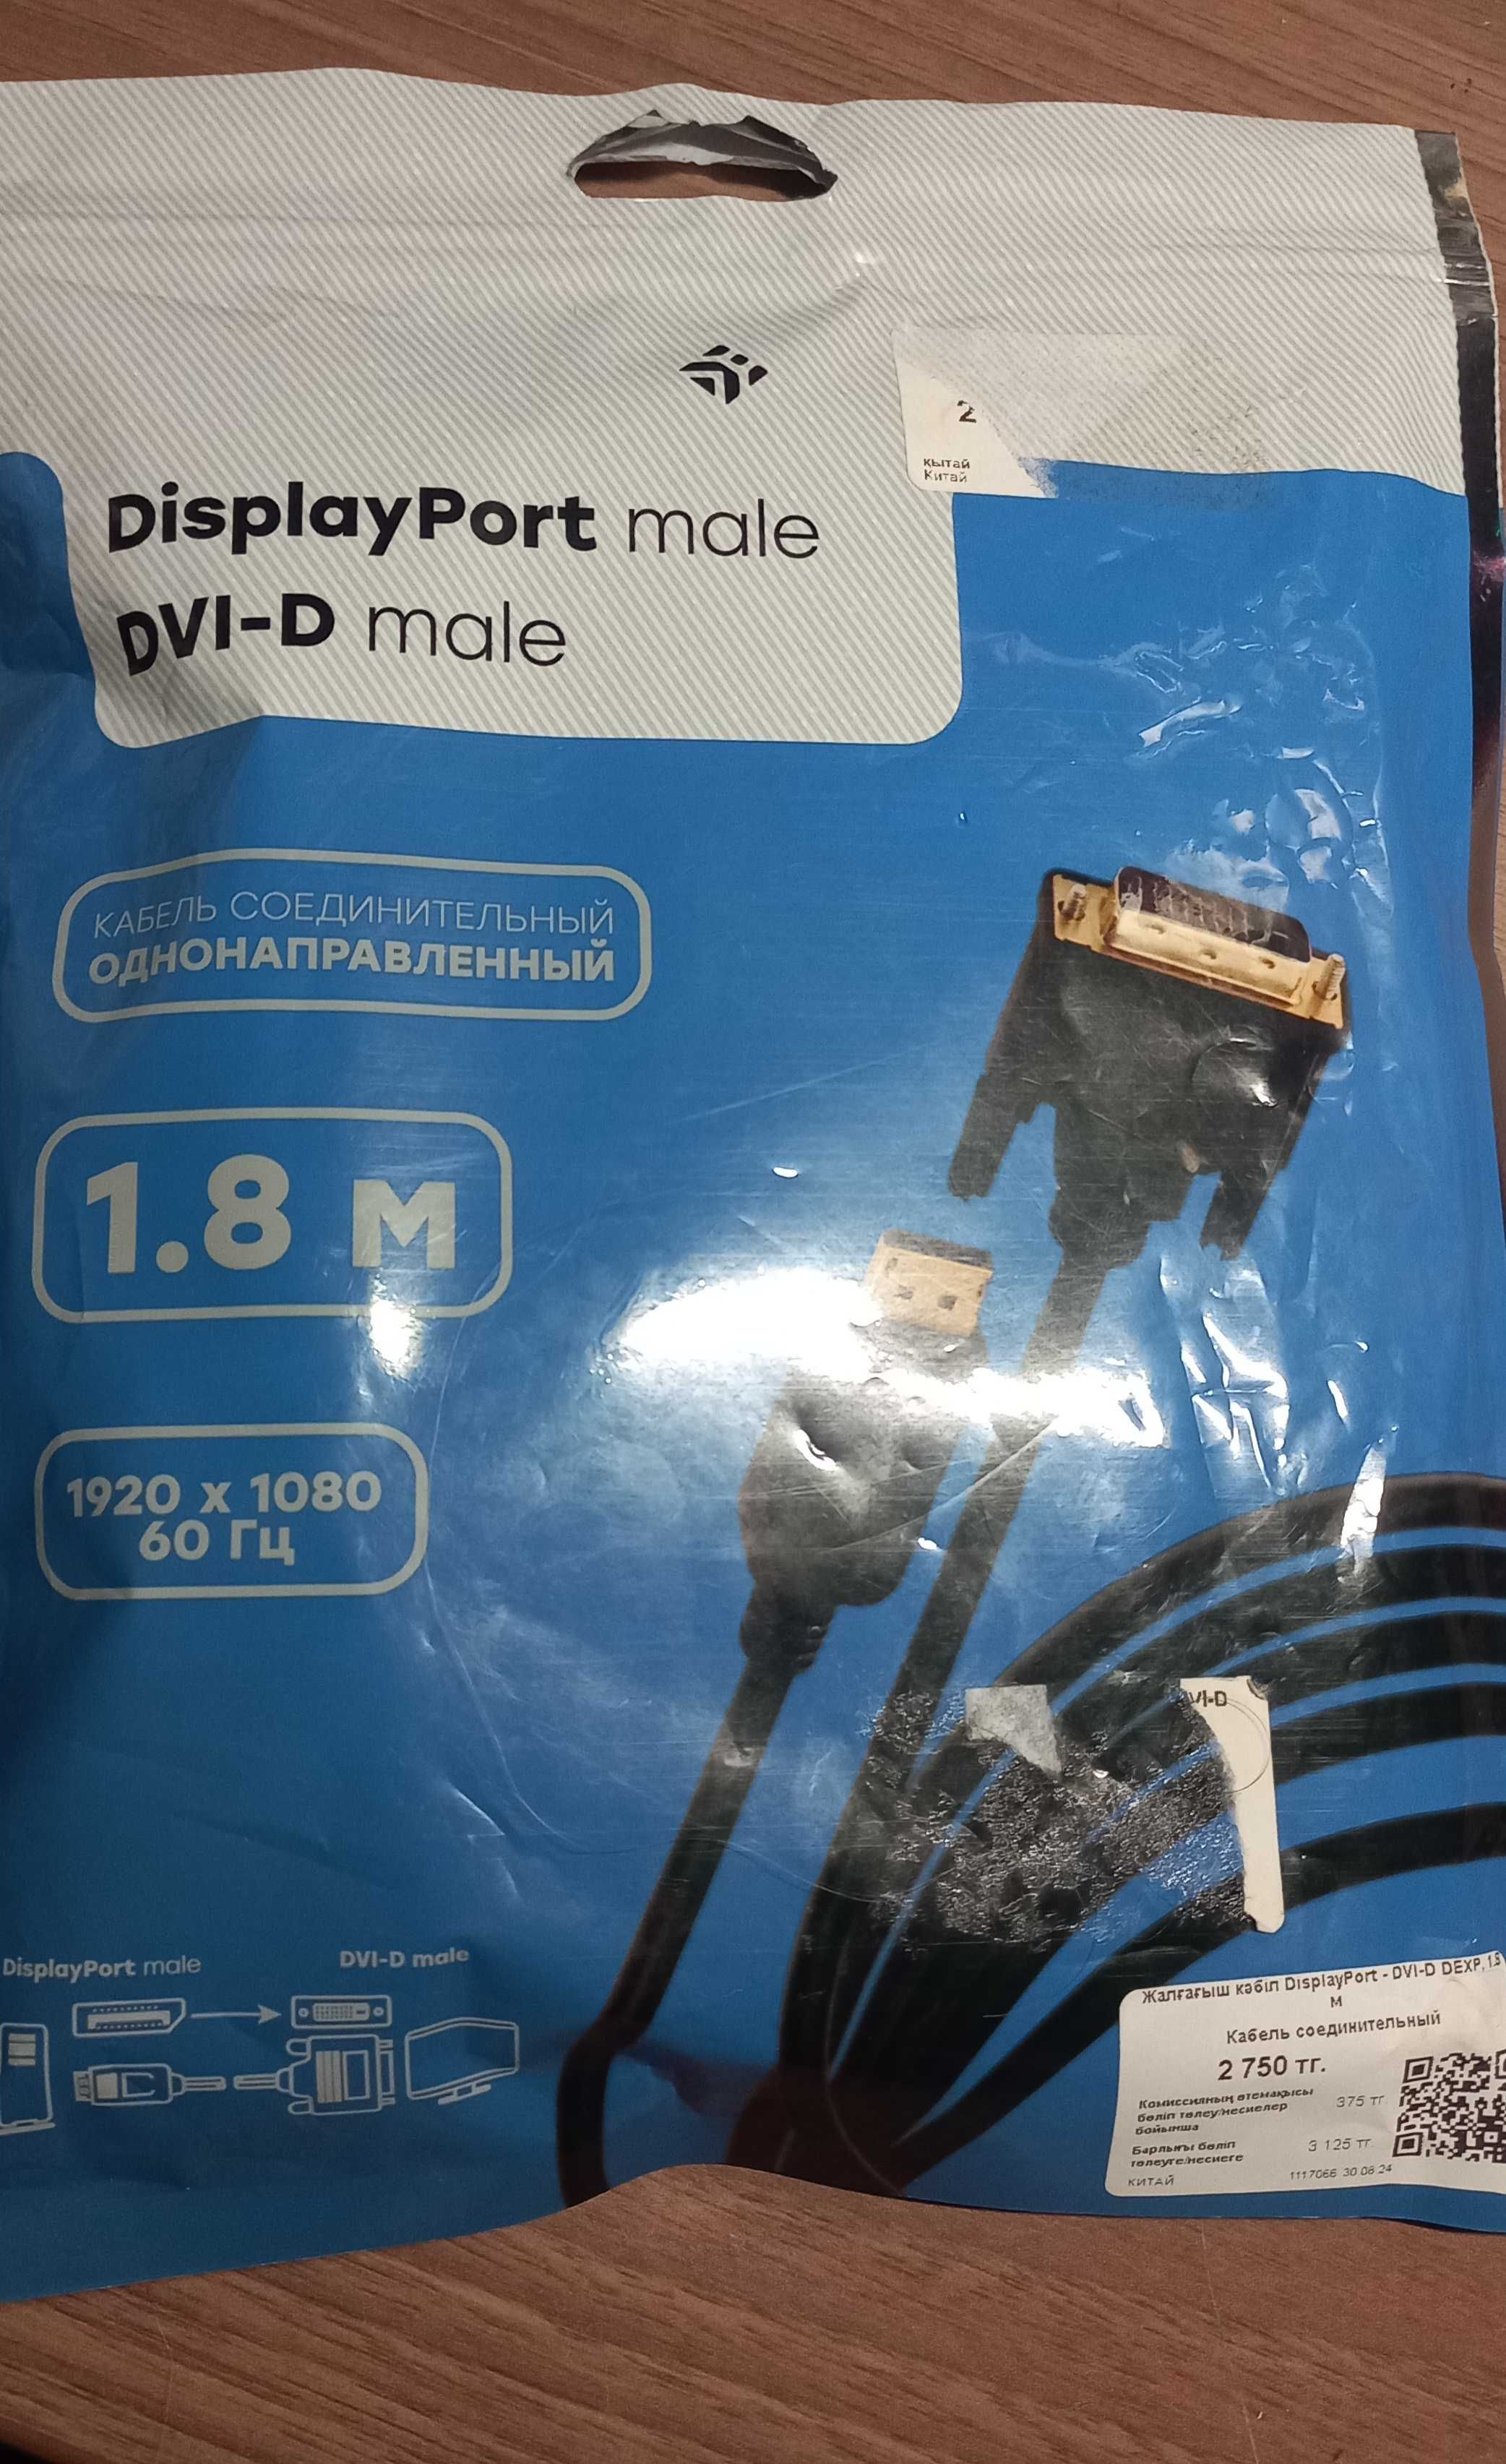 2
ҚЫТАЙ
Китай
DisplayPort male
DVI-D male
КАБЕЛЬ СОЕДИНИТЕЛЬНЫЙ
ОДНОНАПРАВЛЕННЫЙ
1.8 м
1920 x 1080
60 Гц
VI-D
DisplayPort male
DVI-D male
Жалғағыш кәбіл DisplayPort - DVI-D DEXP, 1.8
м
Кабель соединительный
2 750 тг.
Комиссияның өтемақысы
бөліп төлеу/несиелер
бойынша
375 тг.
Барлығы бөліп
төлеуге/несиеге
3 125 тг.
КИТАЙ
1117066 30.08.24